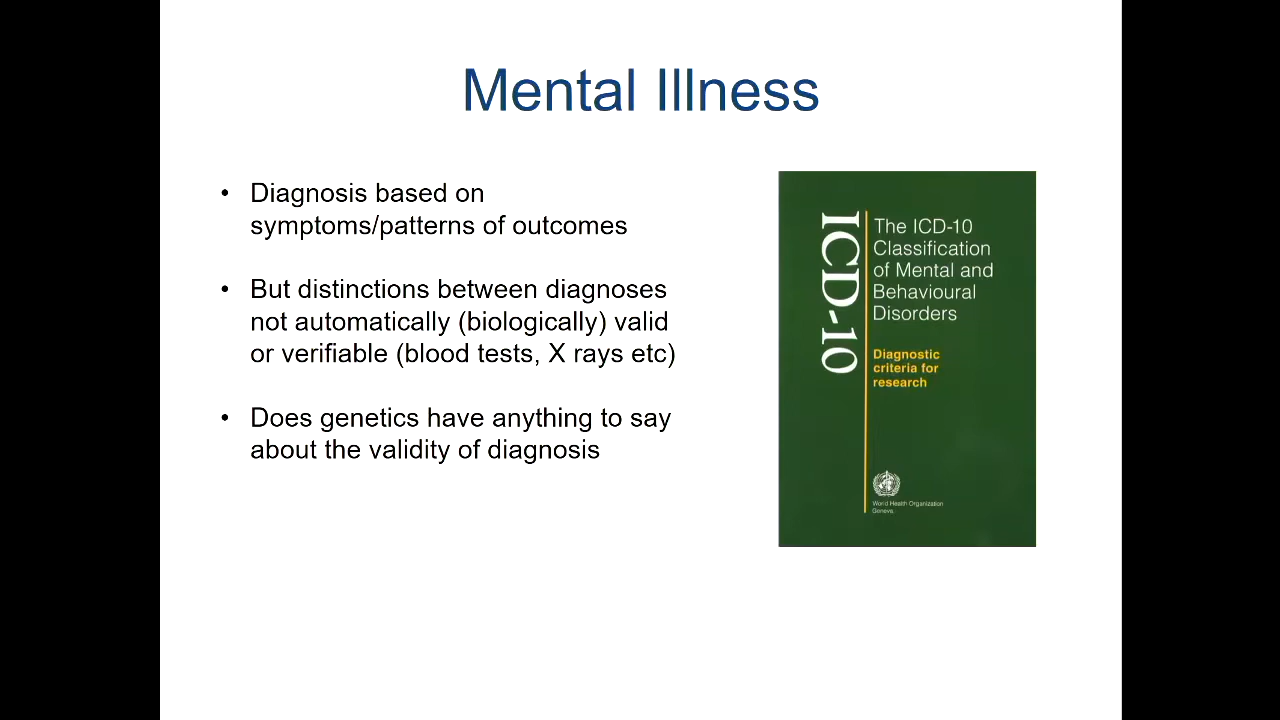 Mental Illness
• Diagnosis based on
symptoms/patterns of outcomes
• But distinctions between diagnoses
not automatically (biologically) valid
or verifiable (blood tests, X rays etc)
• Does genetics have anything to say
about the validity of diagnosis
ICD-10
The ICD-10
Classification
of Mental and
Behavioural
Disorders
Diagnostic
criteria for
research
World Health Organization
Geneva